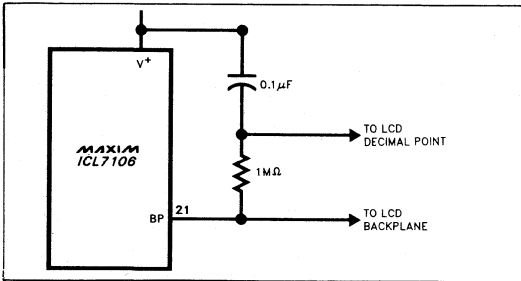 V+
0.1μF
TO LCD
DECIMAL POINT
MAXIM
ICL7106
1MΩ
BP
21
TO LCD
BACKPLANE